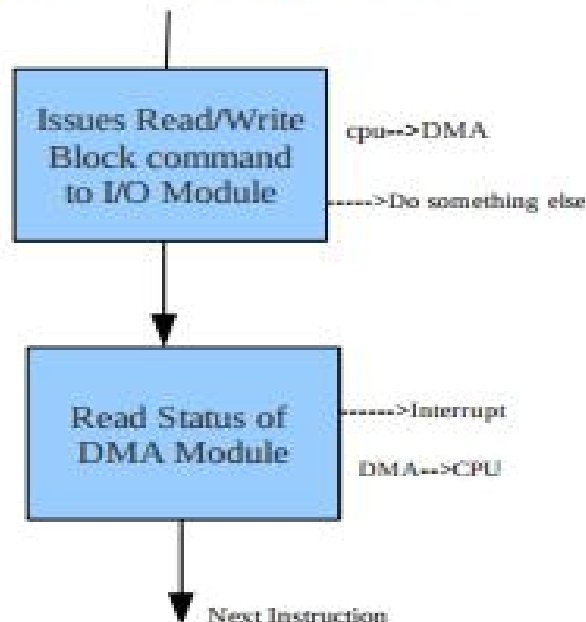 Issues Read/Write
Block command
to I/O Module
cpu-->DMA
----->Do something else
Read Status of
DMA Module
------>Interrupt
DMA-->CPU
Next Instruction